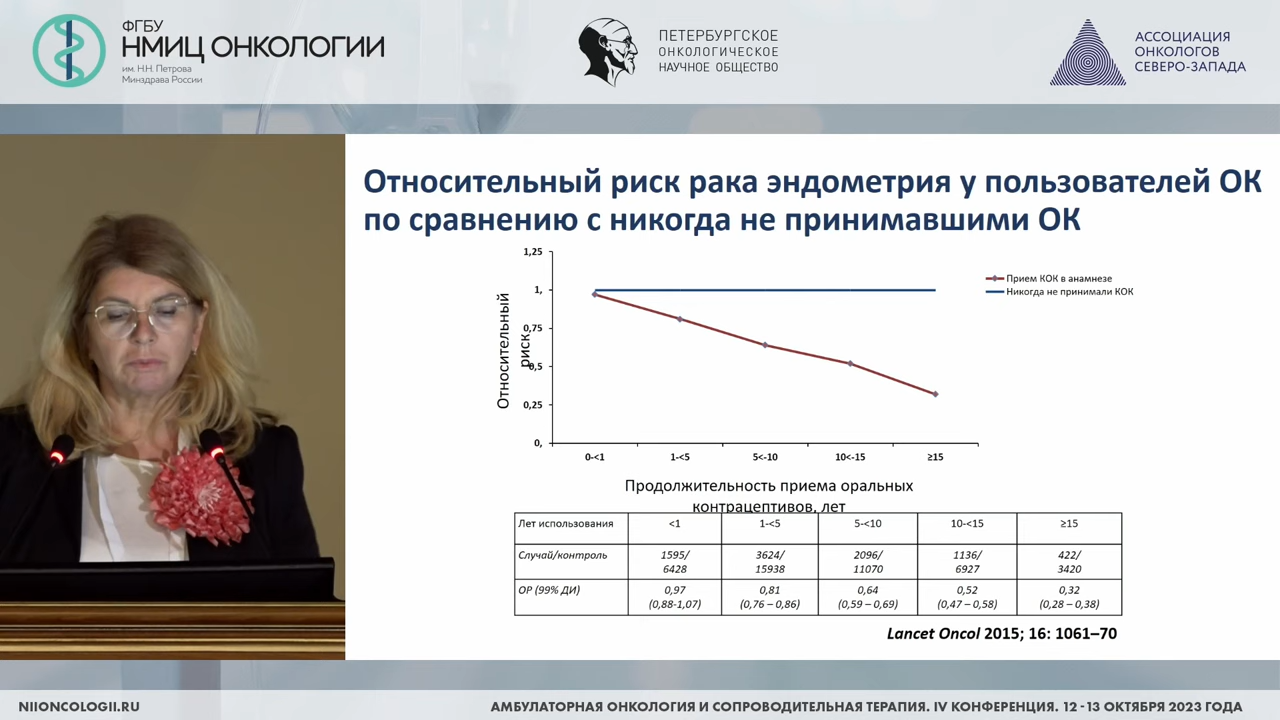 ФГБУ
НМИЦ ОНКОЛОГИИ
им. Н.Н. Петрова
Минздрава России
ПЕТЕРБУРГСКОЕ
ОНКОЛОГИЧЕСКОЕ
НАУЧНОЕ ОБЩЕСТВО
АССОЦИАЦИЯ
ОНКОЛОГОВ
СЕВЕРО-ЗАПАДА
Относительный риск рака эндометрия у пользователей ОК
по сравнению с никогда не принимавшими ОК
Относительный
риск
1,25
1,
0,75
0,5
0,25
0,
0-<1
1-<5
5<-10
10<-15
≥15
Прием КОК в анамнезе
Никогда не принимали КОК
Продолжительность приема оральных
контрацептивов, лет
Лет использования <1 1-<5 5-<10 10-<15 ≥15
Случай/контроль 1595/ 3624/ 2096/ 1136/ 422/
6428 15938 11070 6927 3420
ОР (99% ДИ) 0,97 0,81 0,64 0,52 0,32
(0,88-1,07) (0,76 – 0,86) (0,59 – 0,69) (0,47 – 0,58) (0,28 – 0,38)
Lancet Oncol 2015; 16: 1061–70
NIIONCOLOGII.RU
АМБУЛАТОРНАЯ ОНКОЛОГИЯ И СОПРОВОДИТЕЛЬНАЯ ТЕРАПИЯ. IV КОНФЕРЕНЦИЯ. 12 - 13 ОКТЯБРЯ 2023 ГОДА